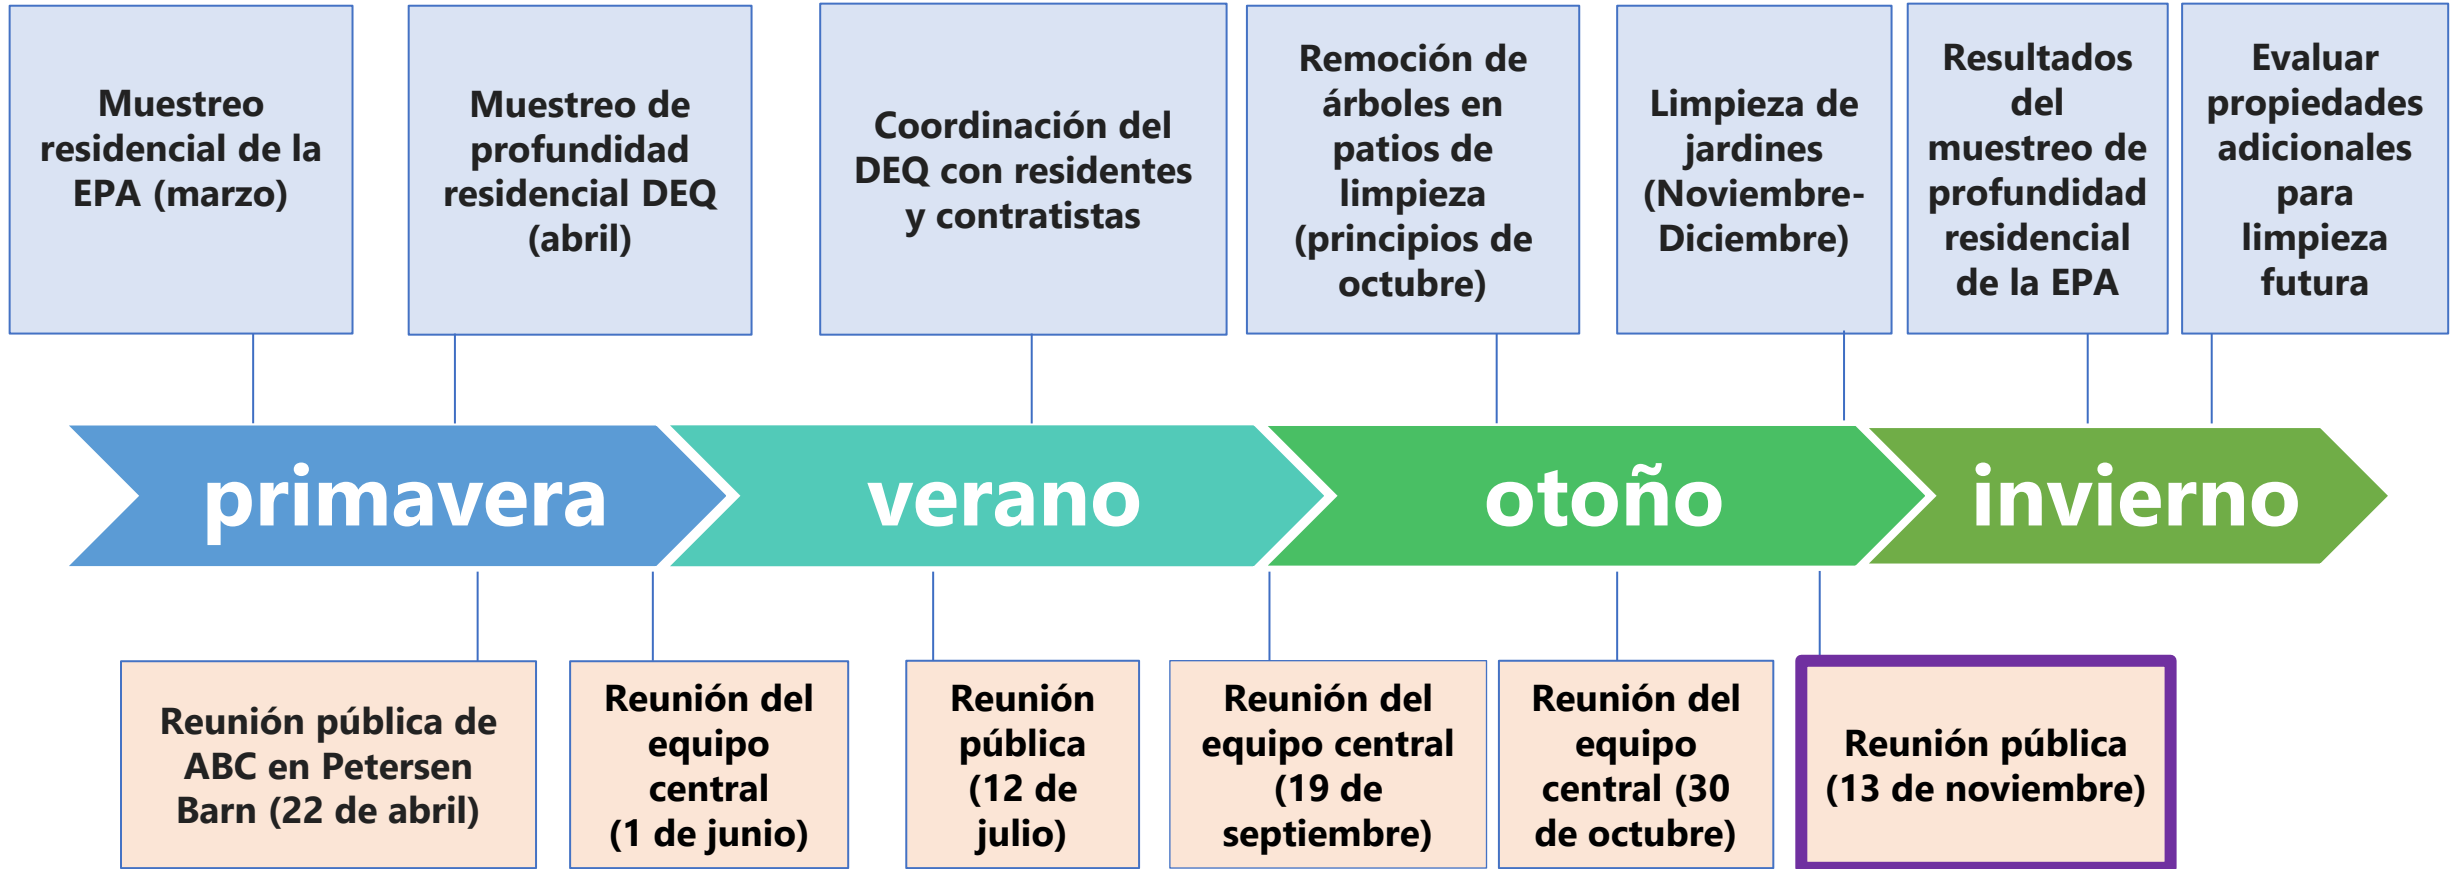 Muestreo
residencial de la
EPA (marzo)
Muestreo de
profundidad
residencial DEQ
(abril)
Coordinación del
DEQ con residentes
y contratistas
Remoción de
árboles en
patios de
limpieza
(principios de
octubre)
Limpieza de
jardines
(Noviembre-
Diciembre)
Resultados
del
muestreo de
profundidad
residencial
de la EPA
Evaluar
propiedades
adicionales
para
limpieza
futura
primavera
verano
otoño
invierno
Reunión pública de
ABC en Petersen
Barn (22 de abril)
Reunión del
equipo
central
(1 de junio)
Reunión
pública
(12 de
julio)
Reunión del
equipo central
(19 de
septiembre)
Reunión del
equipo
central (30
de octubre)
Reunión pública
(13 de noviembre)